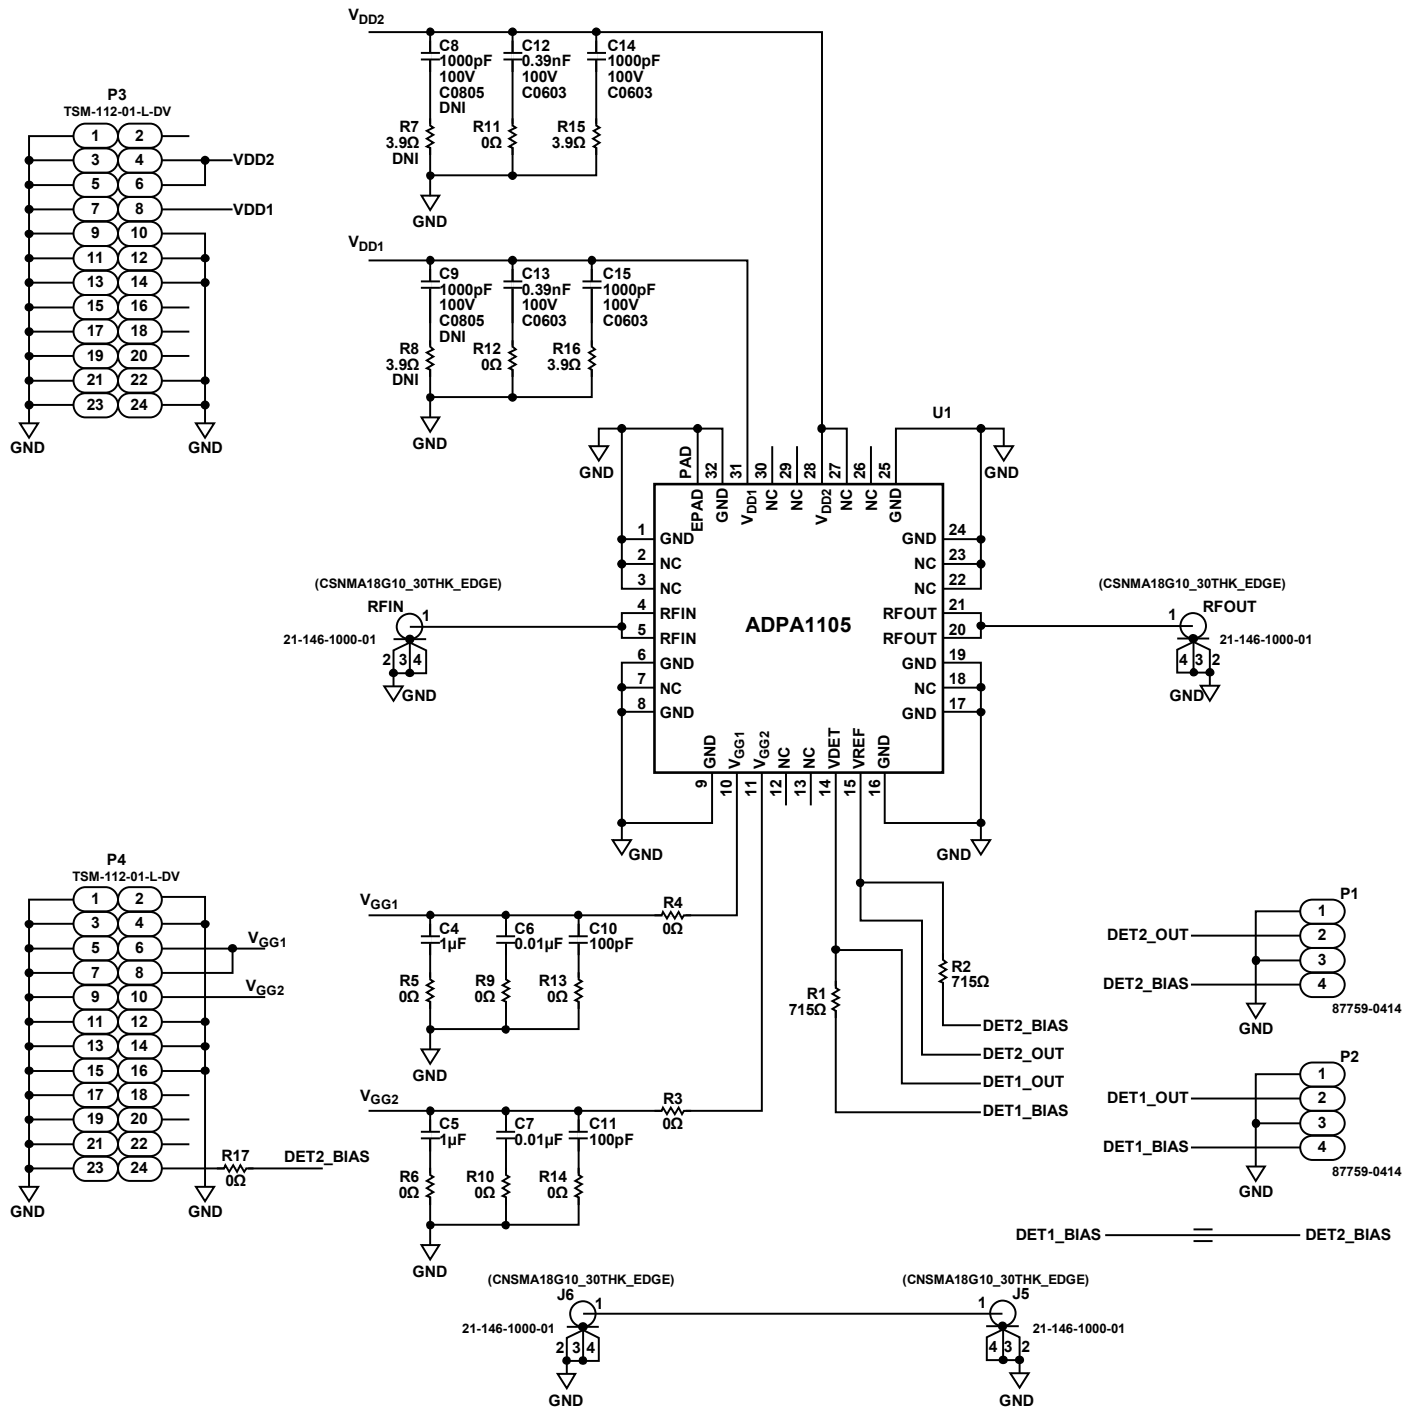 VDD2
C8
1000pF
100V
C0805
DNI
C12
0.39nF
100V
C0603
C14
1000pF
100V
C0603
R7
3.9Ω
DNI
R11
0Ω
R15
3.9Ω
GND
P3
TSM-112-01-L-DV
1 2
3 4 VDD2
5 6
7 8 VDD1
9 10
11 12
13 14
15 16
17 18
19 20
21 22
23 24
GND GND
VDD1
C9
1000pF
100V
C0805
DNI
C13
0.39nF
100V
C0603
C15
1000pF
100V
C0603
R8
3.9Ω
DNI
R12
0Ω
R16
3.9Ω
GND
U1
GND GND
PAD 32 31 30 29 28 27 26 25
EPAD GND VDD1 NC NC VDD2 NC NC GND
1 GND
2 NC
3 NC
4 RFIN
5 RFIN
6 GND
7 NC
8 GND
ADPA1105
GND 24
NC 23
NC 22
RFOUT 21
RFOUT 20
GND 19
NC 18
GND 17
GND VGG1 VGG2 NC NC VDET VREF GND
9 10 11 12 13 14 15 16
GND GND
(CSNMA18G10_30THK_EDGE)
RFIN
1
21-146-1000-01
2 3 4
GND
(CSNMA18G10_30THK_EDGE)
RFOUT
1
21-146-1000-01
4 3 2
GND
P4
TSM-112-01-L-DV
1 2
3 4
5 6 VGG1
7 8
9 10 VGG2
11 12
13 14
15 16
17 18
19 20
21 22
23 24 R17 DET2_BIAS
0Ω
GND GND
VGG1
C4
1µF
C6
0.01µF
C10
100pF
R4
0Ω
R5
0Ω
R9
0Ω
R13
0Ω
GND
VGG2
C5
1µF
C7
0.01µF
C11
100pF
R3
0Ω
R6
0Ω
R10
0Ω
R14
0Ω
GND
R1
715Ω
R2
715Ω
DET2_BIAS
DET2_OUT
DET1_OUT
DET1_BIAS
P1
1
DET2_OUT 2
3
DET2_BIAS 4
87759-0414
GND
P2
1
DET1_OUT 2
3
DET1_BIAS 4
87759-0414
GND
DET1_BIAS DET2_BIAS
(CNSMA18G10_30THK_EDGE)
J6
1
21-146-1000-01
2 3 4
GND
(CNSMA18G10_30THK_EDGE)
J5
1
21-146-1000-01
4 3 2
GND